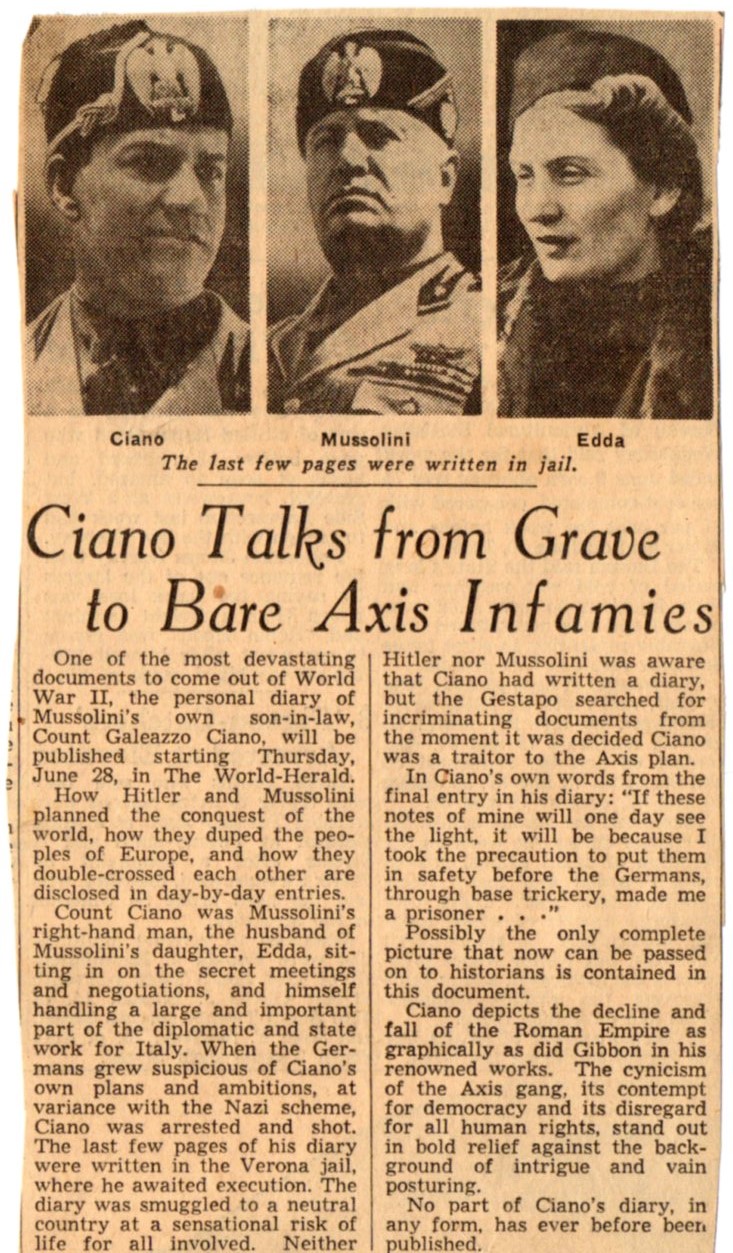 Ciano
Mussolini
Edda
The last few pages were written in jail.
Ciano Talks from Grave
to Bare Axis Infamies
One of the most devastating
documents to come out of World
War II, the personal diary of
Mussolini's own son-in-law,
Count Galeazzo Ciano, will be
published starting Thursday,
June 28, in The World-Herald.
How Hitler and Mussolini
planned the conquest of the
world, how they duped the peo-
ples of Europe, and how they
double-crossed each other are
disclosed in day-by-day entries.
Count Ciano was Mussolini's
right-hand man, the husband of
Mussolini's daughter, Edda, sit-
ting in on the secret meetings
and negotiations, and himself
handling a large and important
part of the diplomatic and state
work for Italy. When the Ger-
mans grew suspicious of Ciano's
own plans and ambitions, at
variance with the Nazi scheme,
Ciano was arrested and shot.
The last few pages of his diary
were written in the Verona jail,
where he awaited execution. The
diary was smuggled to a neutral
country at a sensational risk of
life for all involved. Neither
Hitler nor Mussolini was aware
that Ciano had written a diary,
but the Gestapo searched for
incriminating documents from
the moment it was decided Ciano
was a traitor to the Axis plan.
In Ciano's own words from the
final entry in his diary: "If these
notes of mine will one day see
the light, it will be because I
took the precaution to put them
in safety before the Germans,
through base trickery, made me
a prisoner . . ."
Possibly the only complete
picture that now can be passed
on to historians is contained in
this document.
Ciano depicts the decline and
fall of the Roman Empire as
graphically as did Gibbon in his
renowned works. The cynicism
of the Axis gang, its contempt
for democracy and its disregard
for all human rights, stand out
in bold relief against the back-
ground of intrigue and vain
posturing.
No part of Ciano's diary, in
any form, has ever before been
published.